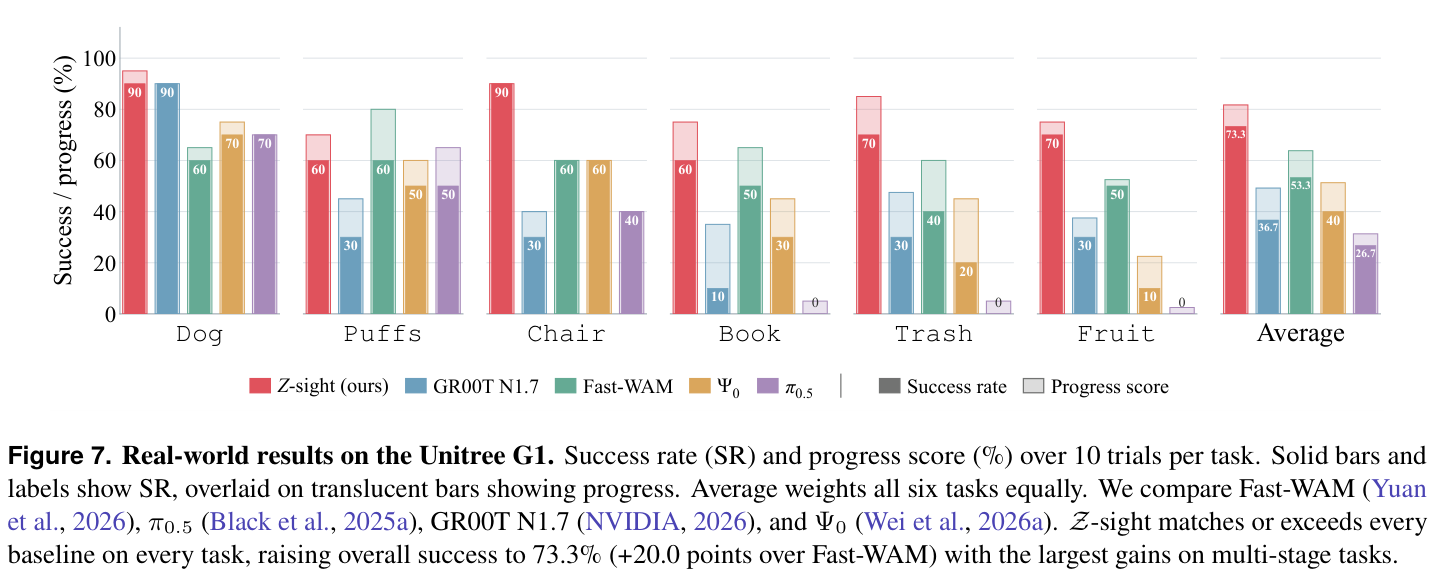 Success / progress (%)
100
80
60
40
20
0
90 90 60 70 70
Dog
60 30 60 50 50
Puffs
90 30 60 60 40
Chair
60 10 50 30 0
Book
70 30 40 20 0
Trash
70 30 50 10 0
Fruit
73.3 36.7 53.3 40 26.7
Average
Z-sight (ours) GR00T N1.7 Fast-WAM Ψ0 π0.5 Success rate Progress score
Figure 7. Real-world results on the Unitree G1. Success rate (SR) and progress score (%) over 10 trials per task. Solid bars and
labels show SR, overlaid on translucent bars showing progress. Average weights all six tasks equally. We compare Fast-WAM (Yuan
et al., 2026), π0.5 (Black et al., 2025a), GR00T N1.7 (NVIDIA, 2026), and Ψ0 (Wei et al., 2026a). Z-sight matches or exceeds every
baseline on every task, raising overall success to 73.3% (+20.0 points over Fast-WAM) with the largest gains on multi-stage tasks.